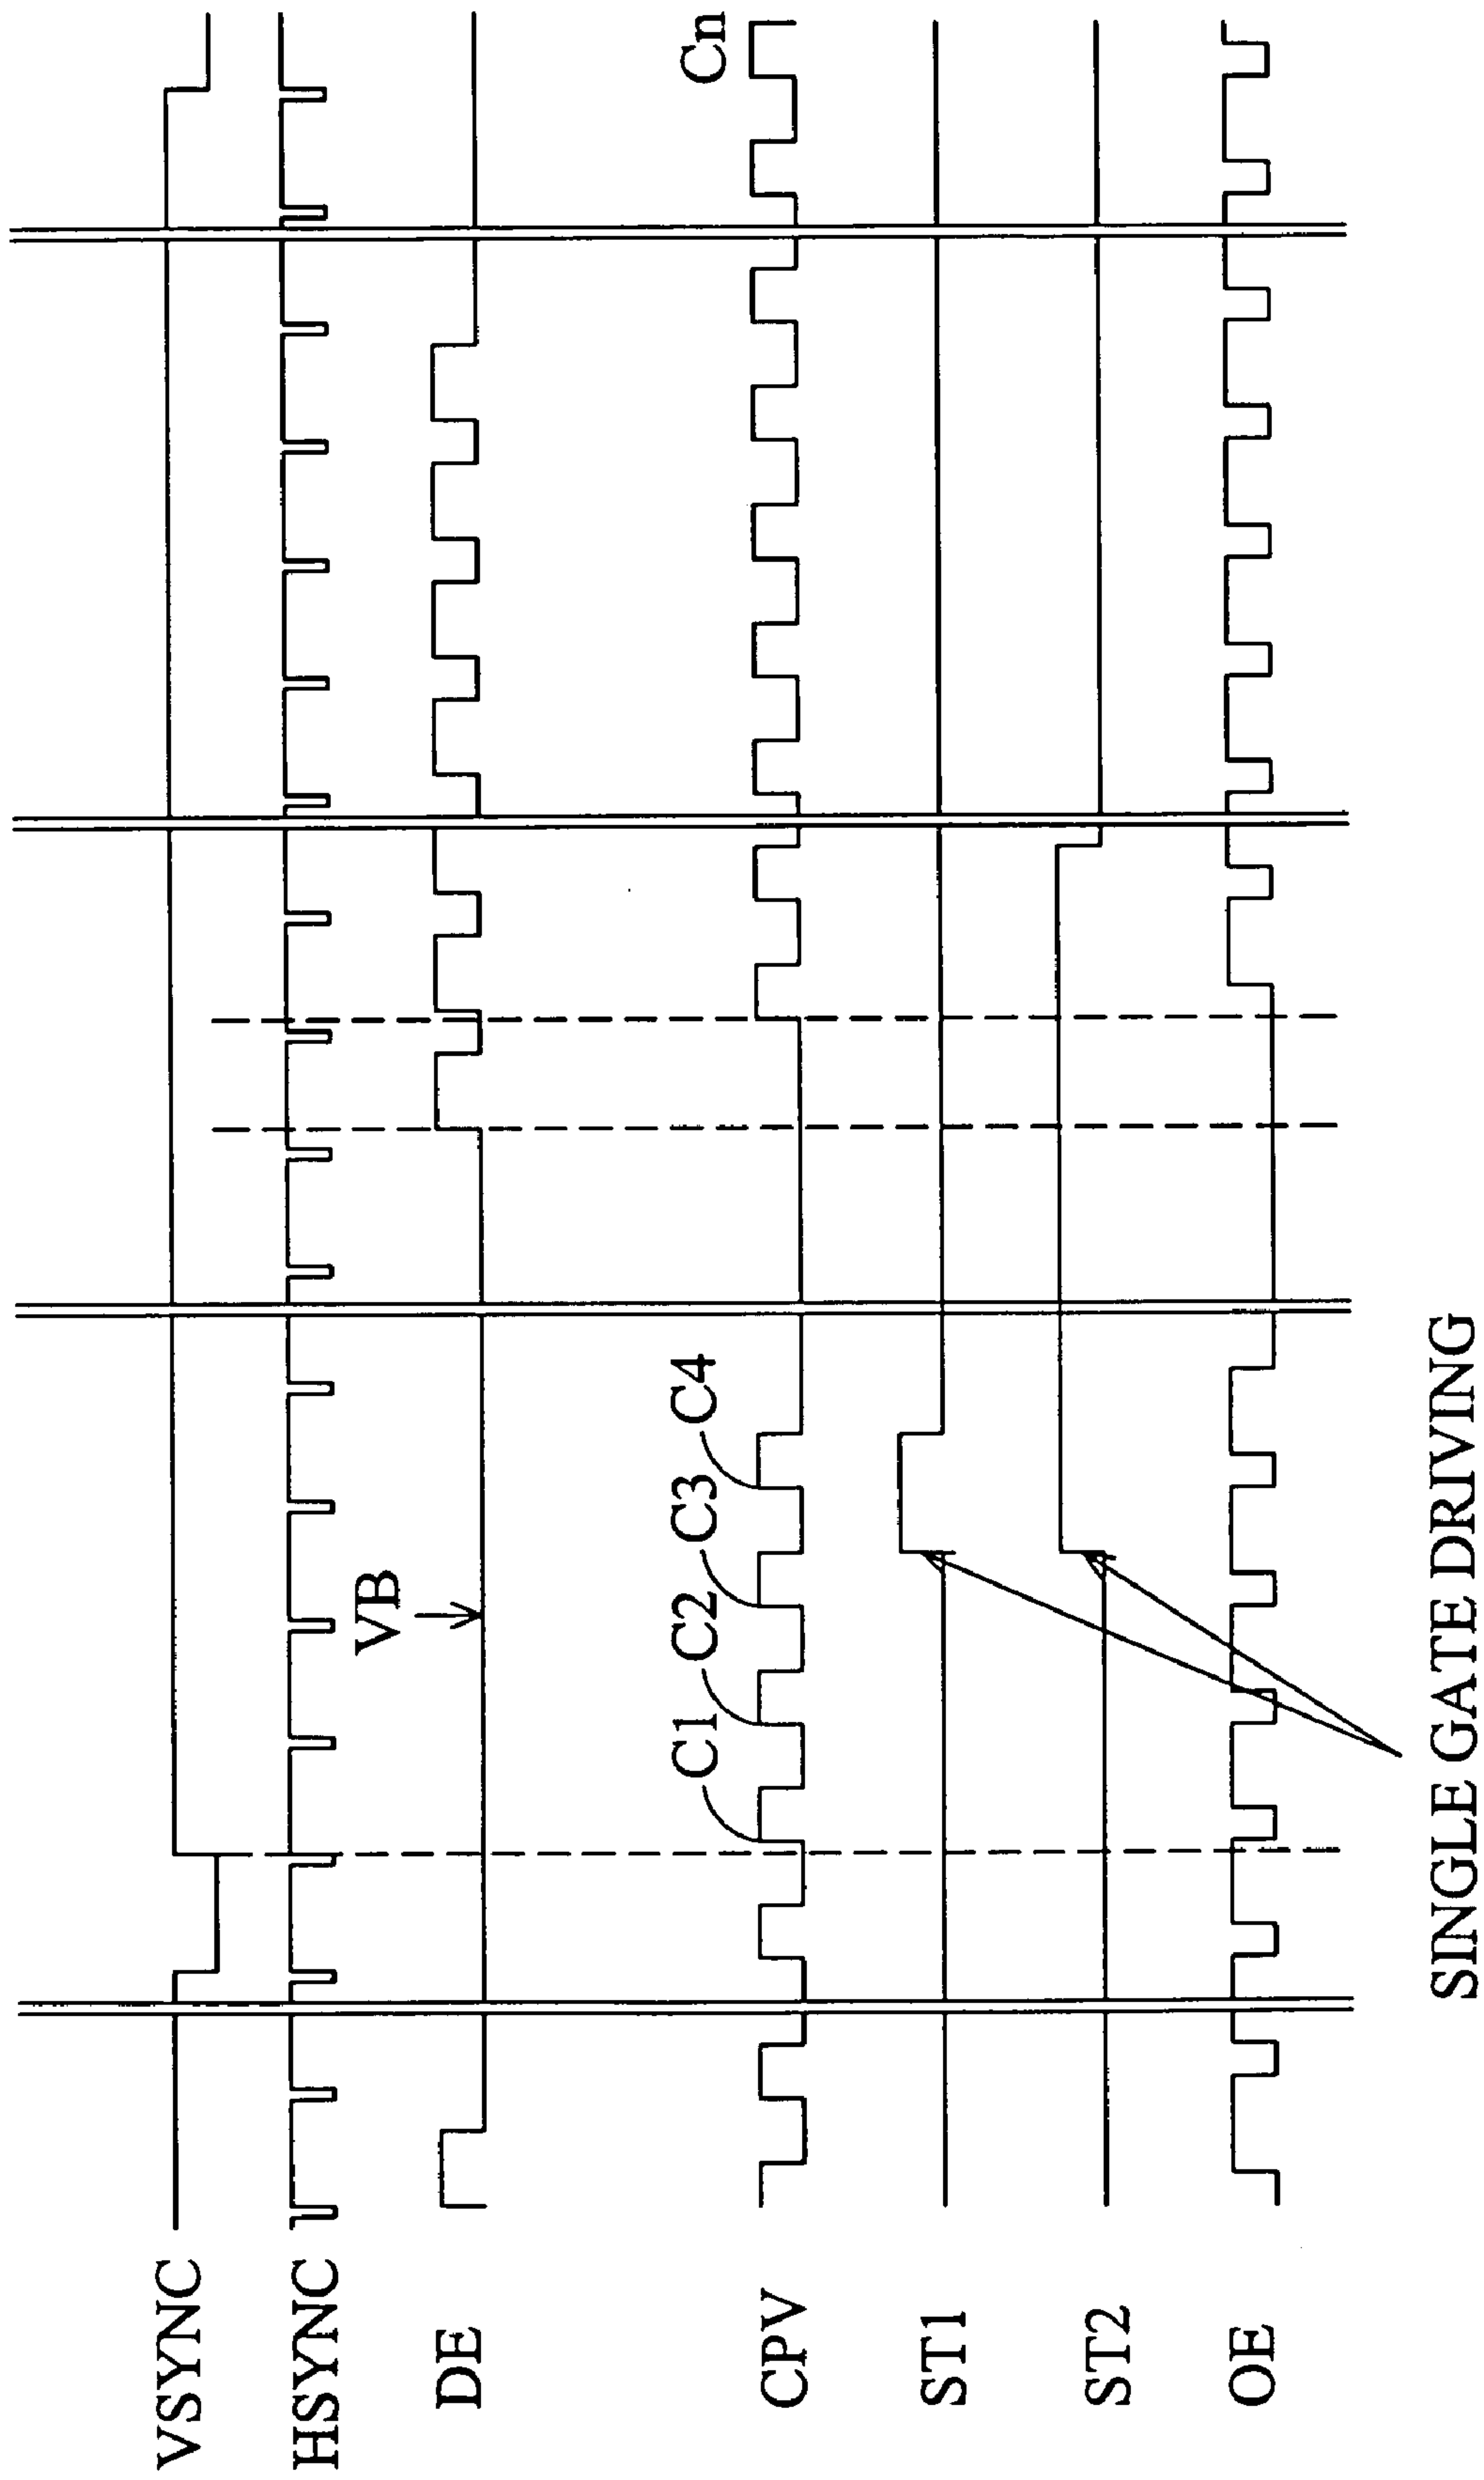 VSYNC
HSYNC
DE
VB
CPV
C1
C2
C3
C4
Cn
ST1
ST2
OE
SINGLE GATE DRIVING